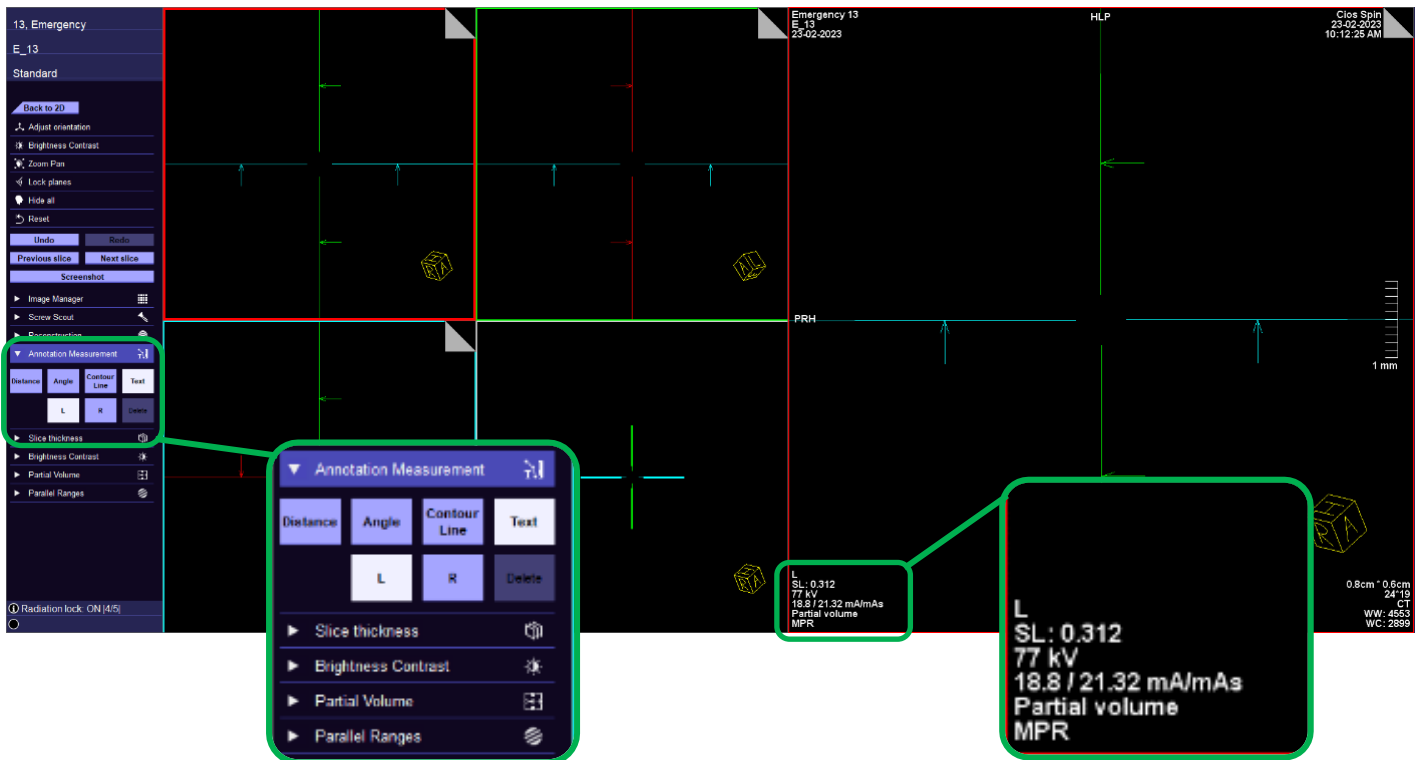 13, Emergency
E_13
Standard
Back to 2D
Adjust orientation
Brightness Contrast
Zoom Pan
Lock planes
Hide all
Reset
Undo Redo
Previous slice Next slice
Screenshot
Image Manager
Screw Scout
Reconstruction
Annotation Measurement
Distance Angle Contour Line Text
L R Delete
Slice thickness
Brightness Contrast
Partial Volume
Parallel Ranges
Radiation lock: ON |4/5|
Emergency 13
E_13
23-02-2023
HLP
Cios Spin
23-02-2023
10:12:25 AM
PRH
1 mm
L
SL: 0.312
77 kV
18.8 / 21.32 mA/mAs
Partial volume
MPR
0.8cm * 0.6cm
24*19
CT
WW: 4553
WC: 2899
Annotation Measurement
Distance Angle Contour Line Text
L R Delete
Slice thickness
Brightness Contrast
Partial Volume
Parallel Ranges
L
SL: 0.312
77 kV
18.8 / 21.32 mA/mAs
Partial volume
MPR